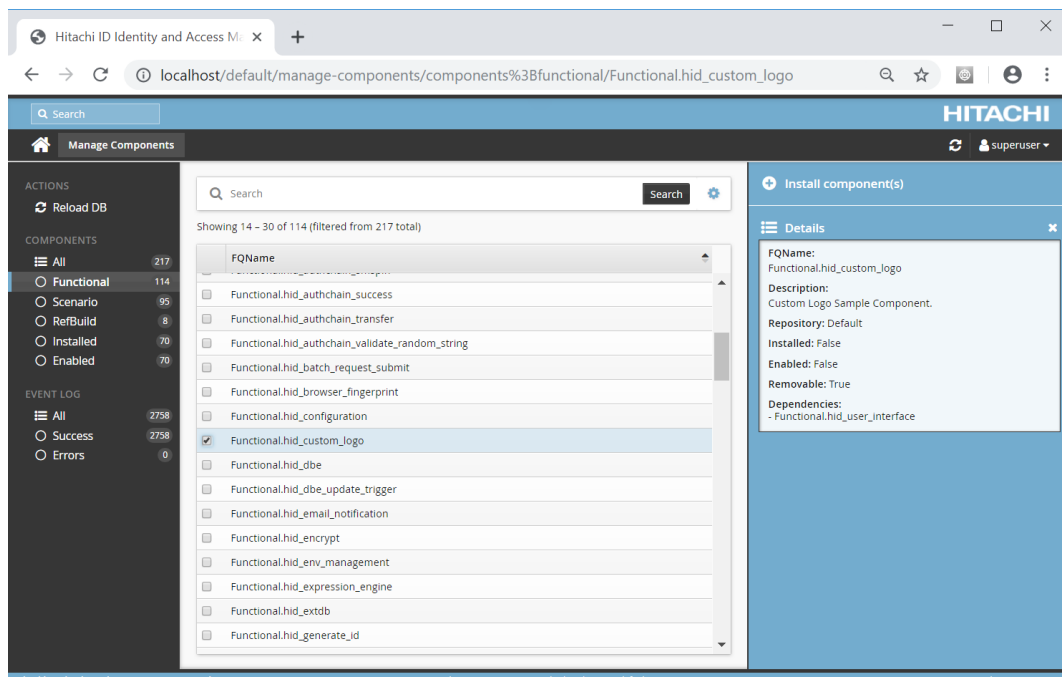 Hitachi ID Identity and Access Ma
localhost/default/manage-components/components%3Bfunctional/Functional.hid_custom_logo
Search
HITACHI
Manage Components
superuser
ACTIONS
Reload DB
COMPONENTS
All 217
Functional 114
Scenario 95
RefBuild 8
Installed 70
Enabled 70
EVENT LOG
All 2758
Success 2758
Errors 0
Search
Search
Showing 14 – 30 of 114 (filtered from 217 total)
FQName
Functional.hid_authchain_success
Functional.hid_authchain_transfer
Functional.hid_authchain_validate_random_string
Functional.hid_batch_request_submit
Functional.hid_browser_fingerprint
Functional.hid_configuration
Functional.hid_custom_logo
Functional.hid_dbe
Functional.hid_dbe_update_trigger
Functional.hid_email_notification
Functional.hid_encrypt
Functional.hid_env_management
Functional.hid_expression_engine
Functional.hid_extdb
Functional.hid_generate_id
Install component(s)
Details
FQName:
Functional.hid_custom_logo
Description:
Custom Logo Sample Component.
Repository: Default
Installed: False
Enabled: False
Removable: True
Dependencies:
- Functional.hid_user_interface